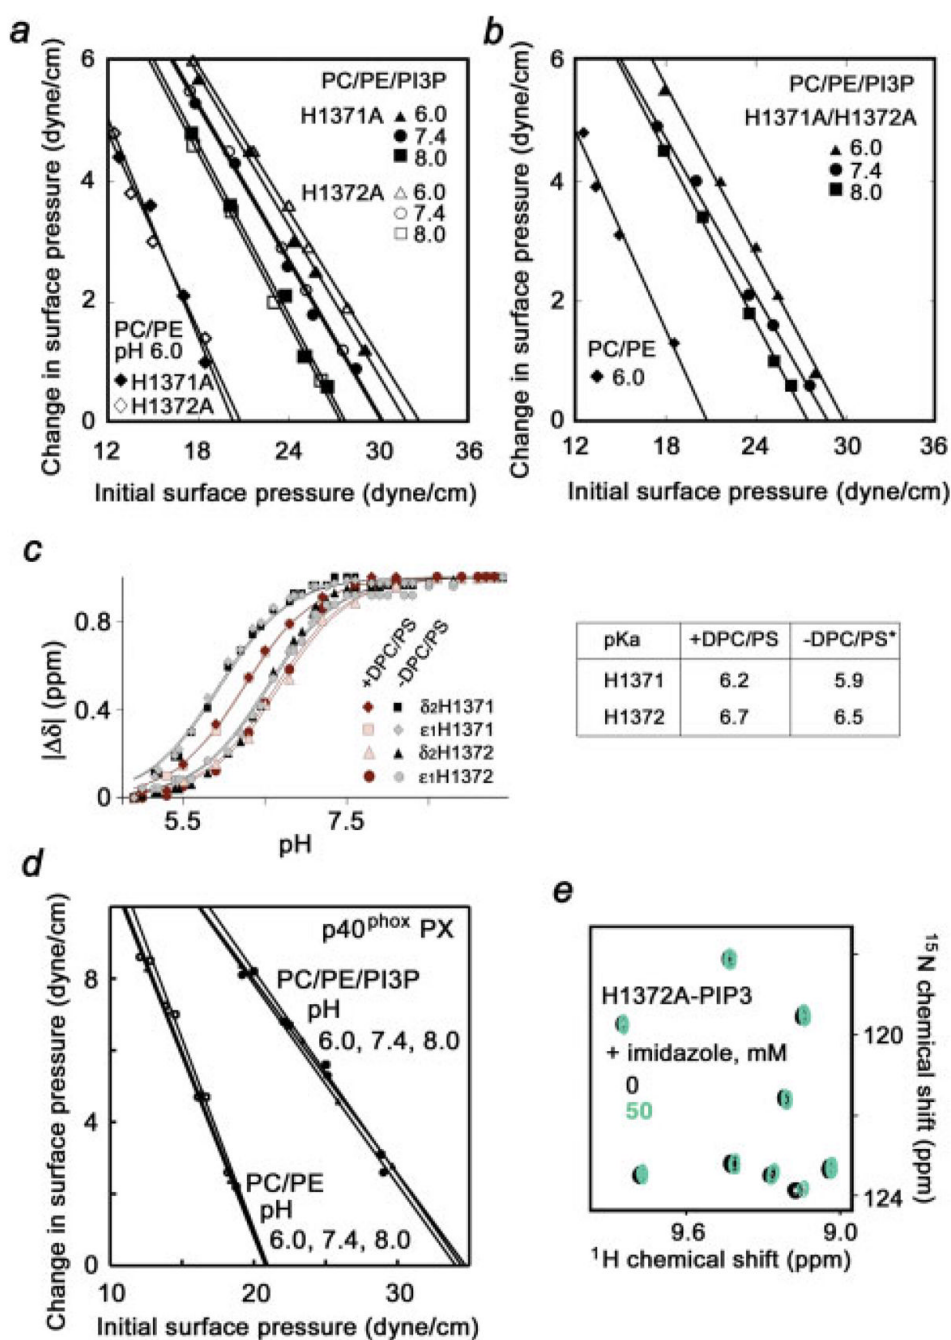 a
Change in surface pressure (dyne/cm)
6
4
2
0
12 18 24 30 36
Initial surface pressure (dyne/cm)
PC/PE/PI3P
H1371A ▲ 6.0
● 7.4
■ 8.0
H1372A △ 6.0
○ 7.4
□ 8.0
PC/PE
pH 6.0
◆ H1371A
◇ H1372A
b
Change in surface pressure (dyne/cm)
6
4
2
0
12 18 24 30 36
Initial surface pressure (dyne/cm)
PC/PE/PI3P
H1371A/H1372A
▲ 6.0
● 7.4
■ 8.0
PC/PE
◆ 6.0
c
|Δδ| (ppm)
0.8
0.4
0
5.5 7.5
pH
+DPC/PS
-DPC/PS
δ2H1371
ε1H1371
δ2H1372
ε1H1372
pKa +DPC/PS -DPC/PS*
H1371 6.2 5.9
H1372 6.7 6.5
d
Change in surface pressure (dyne/cm)
8
4
0
10 20 30
Initial surface pressure (dyne/cm)
p40phox PX
PC/PE/PI3P
pH
6.0, 7.4, 8.0
PC/PE
pH
6.0, 7.4, 8.0
e
H1372A-PIP3
+ imidazole, mM
0
50
15N chemical shift (ppm)
120
124
9.6 9.0
1H chemical shift (ppm)